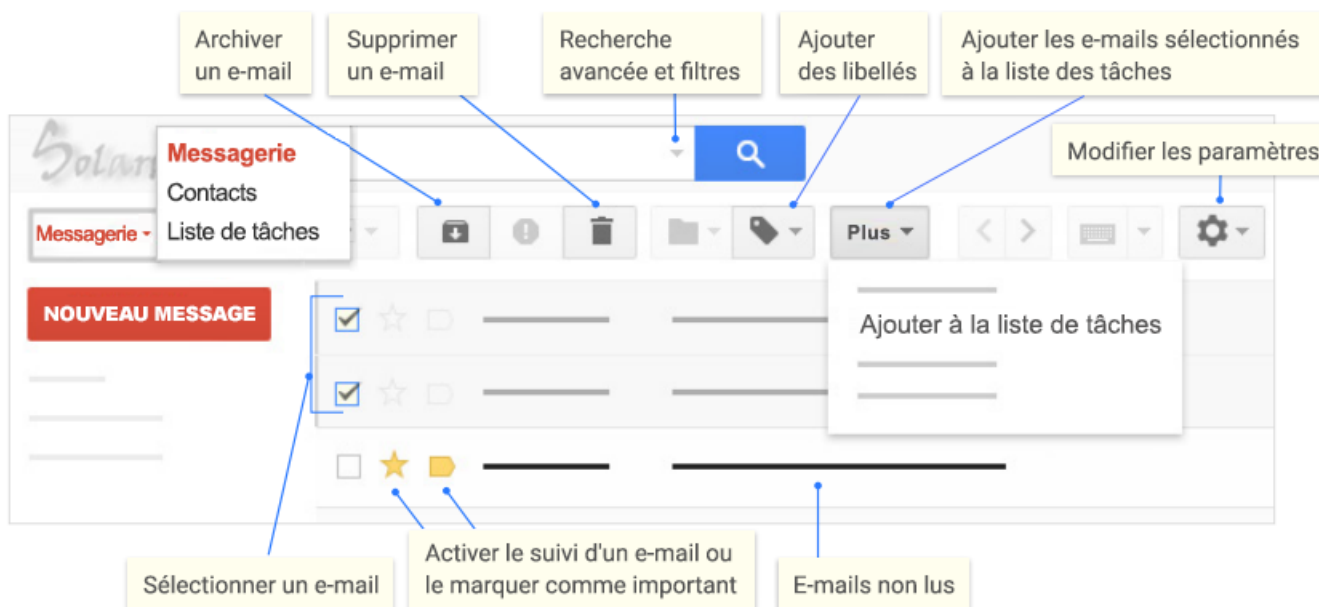 Archiver
un e-mail
Supprimer
un e-mail
Recherche
avancée et filtres
Ajouter
des libellés
Ajouter les e-mails sélectionnés
à la liste des tâches
Modifier les paramètres
Messagerie
Contacts
Liste de tâches
Messagerie
Plus
NOUVEAU MESSAGE
Ajouter à la liste de tâches
Sélectionner un e-mail
Activer le suivi d'un e-mail ou
le marquer comme important
E-mails non lus